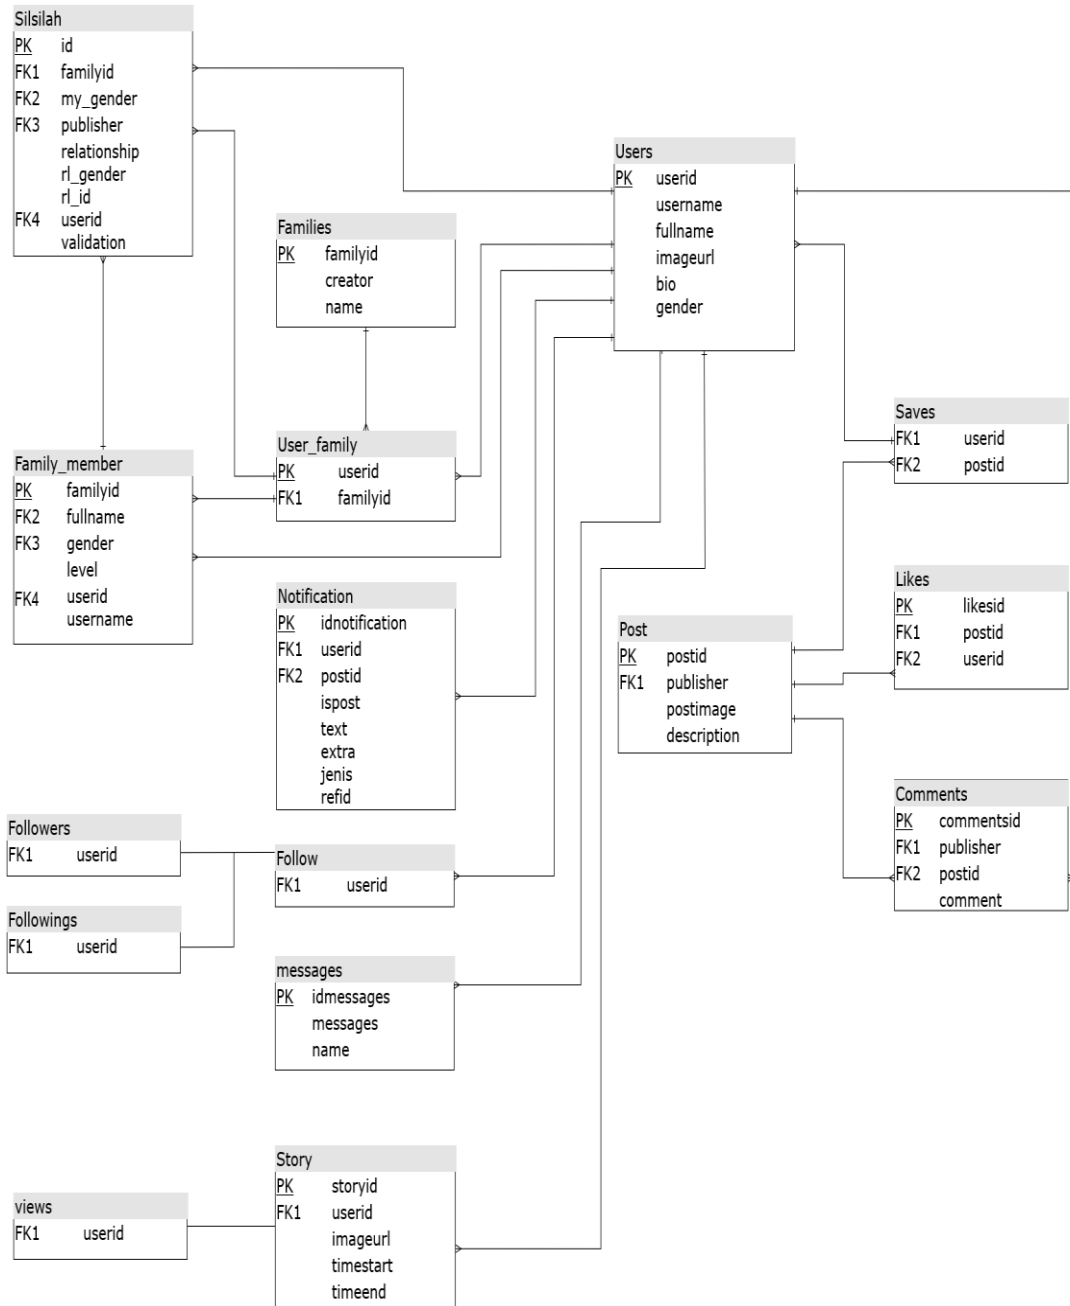 Silsilah
PK id
FK1 familyid
FK2 my_gender
FK3 publisher
relationship
rl_gender
rl_id
FK4 userid
validation
Users
PK userid
username
fullname
imageurl
bio
gender
Families
PK familyid
creator
name
Saves
FK1 userid
FK2 postid
User_family
PK userid
FK1 familyid
Family_member
PK familyid
FK2 fullname
FK3 gender
level
FK4 userid
username
Likes
PK likesid
FK1 postid
FK2 userid
Notification
PK idnotification
FK1 userid
FK2 postid
ispost
text
extra
jenis
refid
Post
PK postid
FK1 publisher
postimage
description
Comments
PK commentsid
FK1 publisher
FK2 postid
comment
Followers
FK1 userid
Follow
FK1 userid
Followings
FK1 userid
messages
PK idmessages
messages
name
Story
PK storyid
FK1 userid
imageurl
timestart
timeend
views
FK1 userid